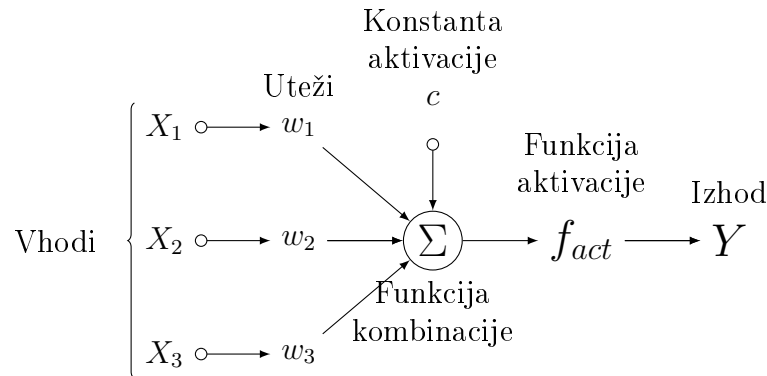 Konstanta
aktivacije
c
Uteži
X₁ w₁
Funkcija
aktivacije
Izhod
Vhodi X₂ w₂ Σ f_act Y
Funkcija
kombinacije
X₃ w₃